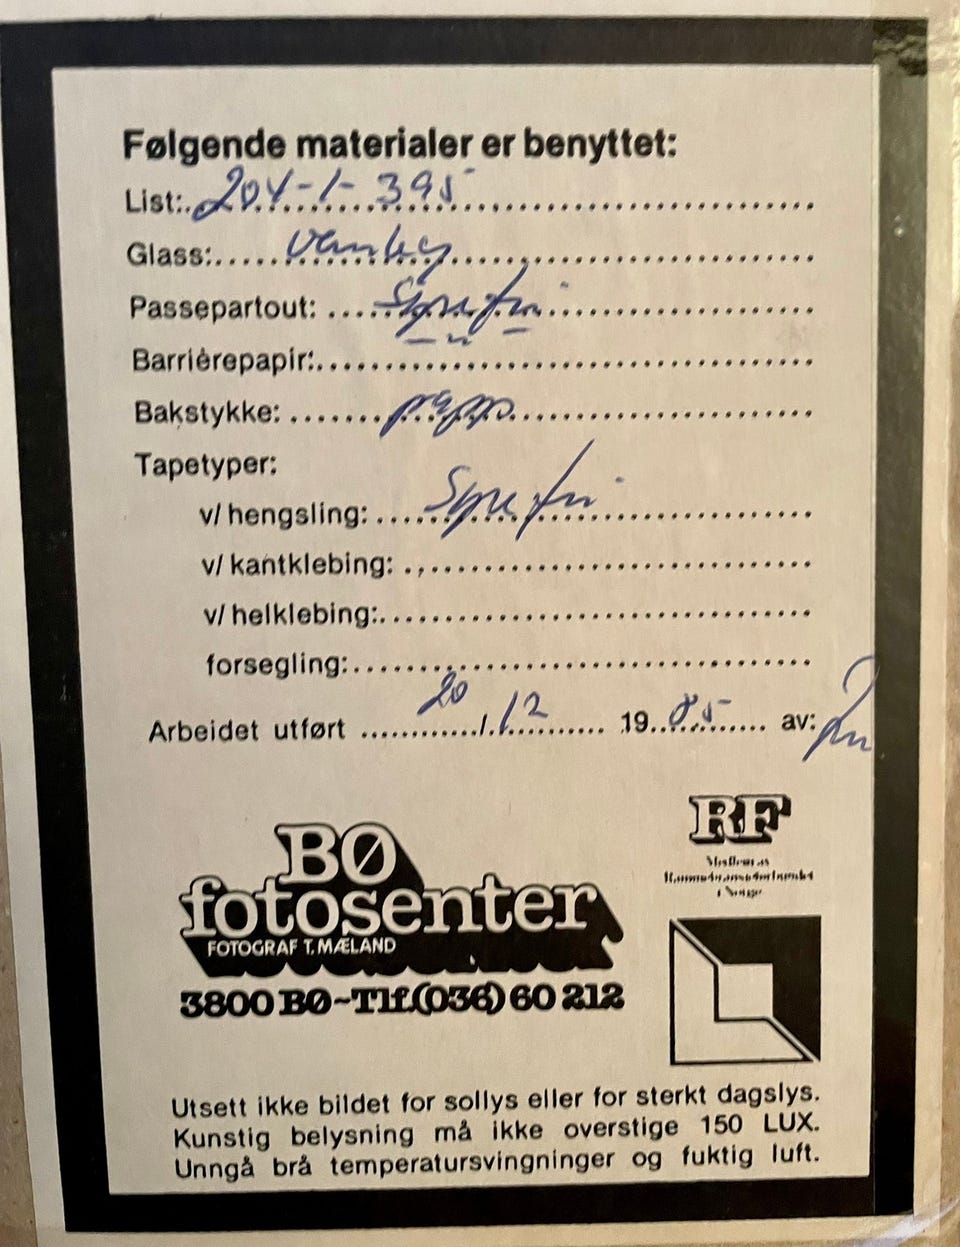 Følgende materialer er benyttet:
List: 204-1-395
Glass: vanlig
Passepartout: Syrefri
Barrièrepapir:
Bakstykke: papp
Tapetyper:
v/hengsling: Syrefri
v/kantklebing:
v/helklebing:
forsegling:
Arbeidet utført 20/12 1985 av:
BØ
fotosenter
FOTOGRAF T. MÆLAND
3800 BØ-Tlf.(036) 60 212
RF
Medlem av
i Norge
Utsett ikke bildet for sollys eller for sterkt dagslys.
Kunstig belysning må ikke overstige 150 LUX.
Unngå brå temperatursvingninger og fuktig luft.